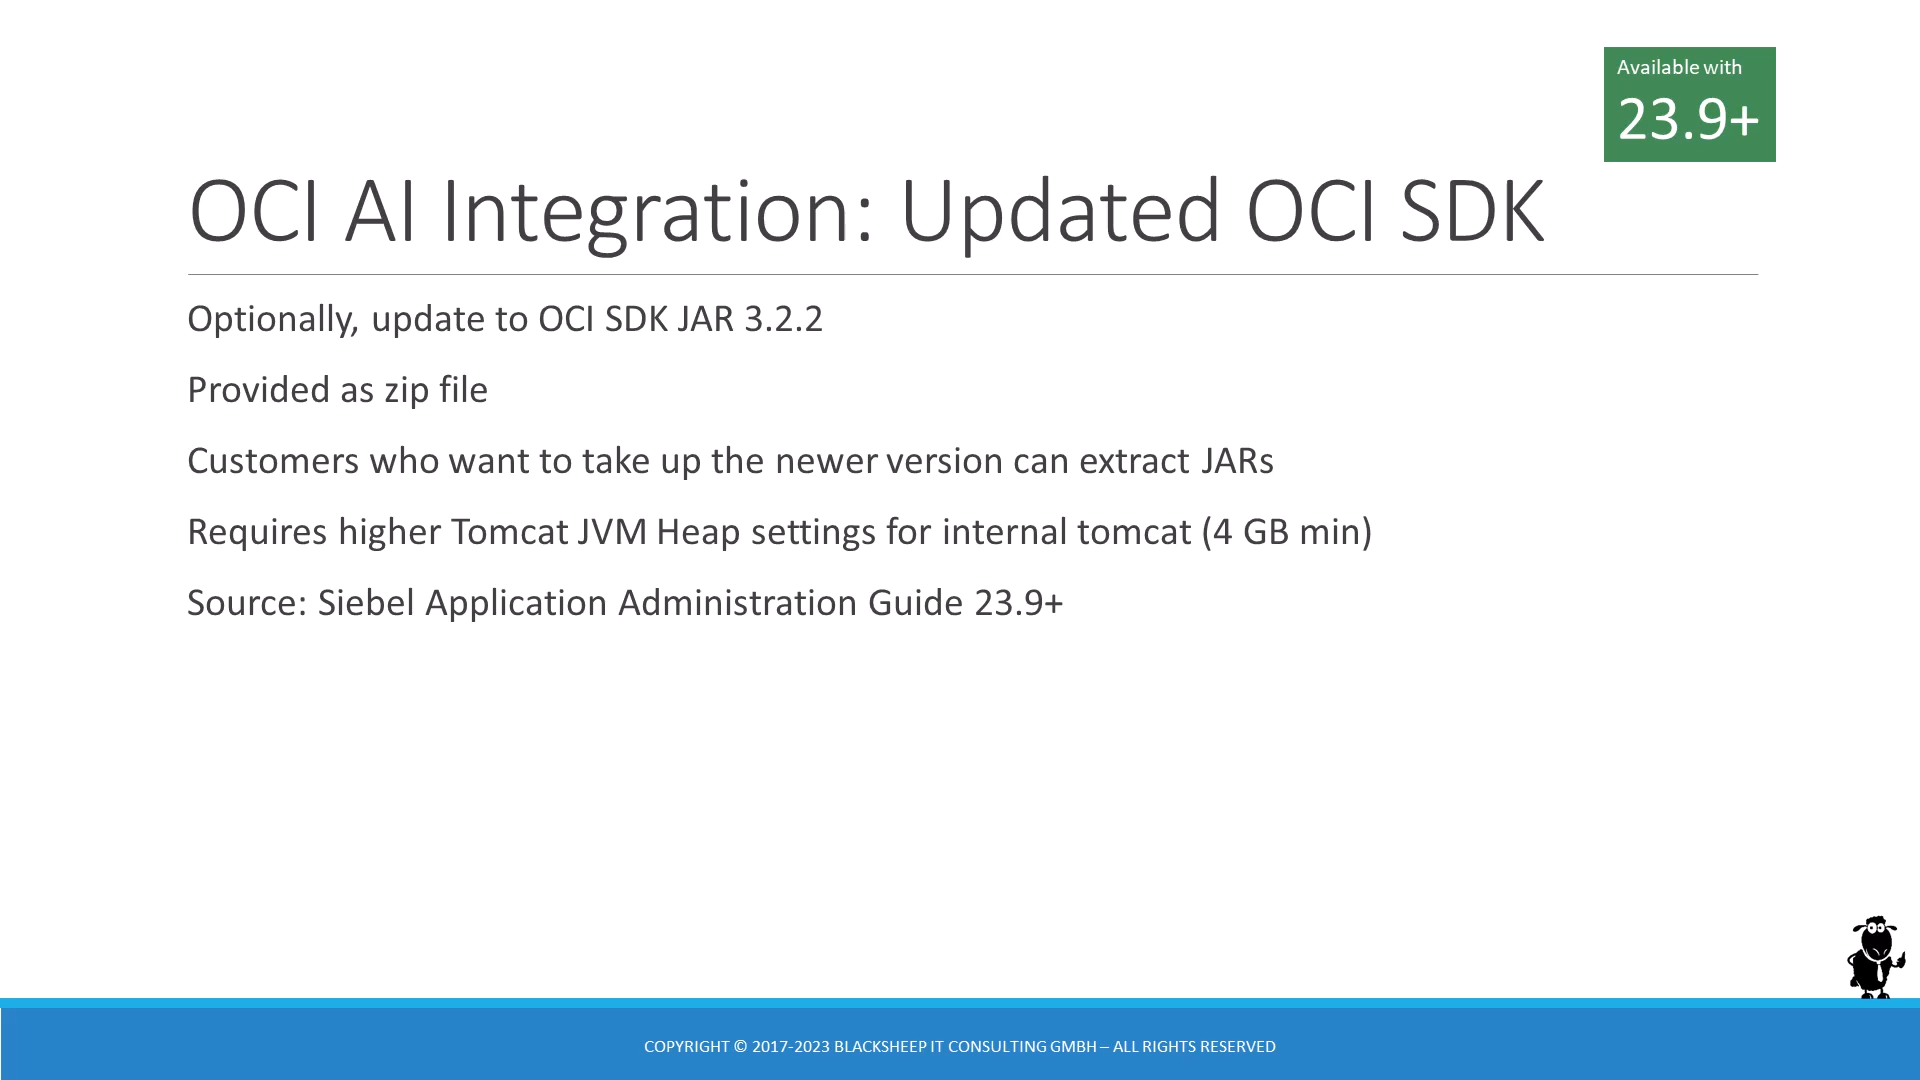 Available with
23.9+
OCI AI Integration: Updated OCI SDK
Optionally, update to OCI SDK JAR 3.2.2
Provided as zip file
Customers who want to take up the newer version can extract JARs
Requires higher Tomcat JVM Heap settings for internal tomcat (4 GB min)
Source: Siebel Application Administration Guide 23.9+
COPYRIGHT © 2017-2023 BLACKSHEEP IT CONSULTING GMBH – ALL RIGHTS RESERVED